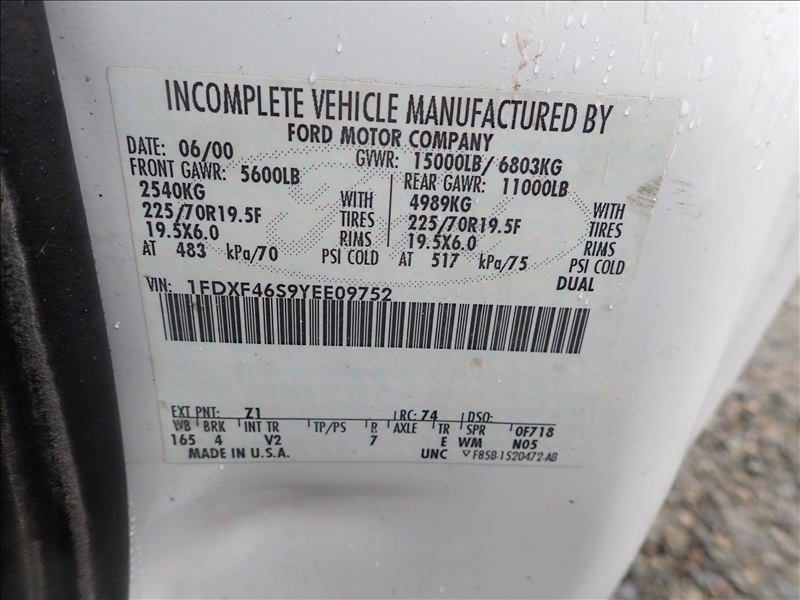 INCOMPLETE VEHICLE MANUFACTURED BY
FORD MOTOR COMPANY
DATE: 06/00 GVWR: 15000LB/ 6803KG
FRONT GAWR: 5600LB REAR GAWR: 11000LB
2540KG WITH 4989KG WITH
225/70R19.5F TIRES 225/70R19.5F TIRES
19.5X6.0 RIMS 19.5X6.0 RIMS
AT 483 kPa/70 PSI COLD AT 517 kPa/75 PSI COLD
DUAL
VIN: 1FDXF46S9YEE09752
EXT PNT: Z1 RC: 74 DSO:
WB BRK INT TR TP/PS R AXLE TR SPR 0F718
165 4 V2 7 E WM N05
MADE IN U.S.A. UNC F85B-1520472-AB